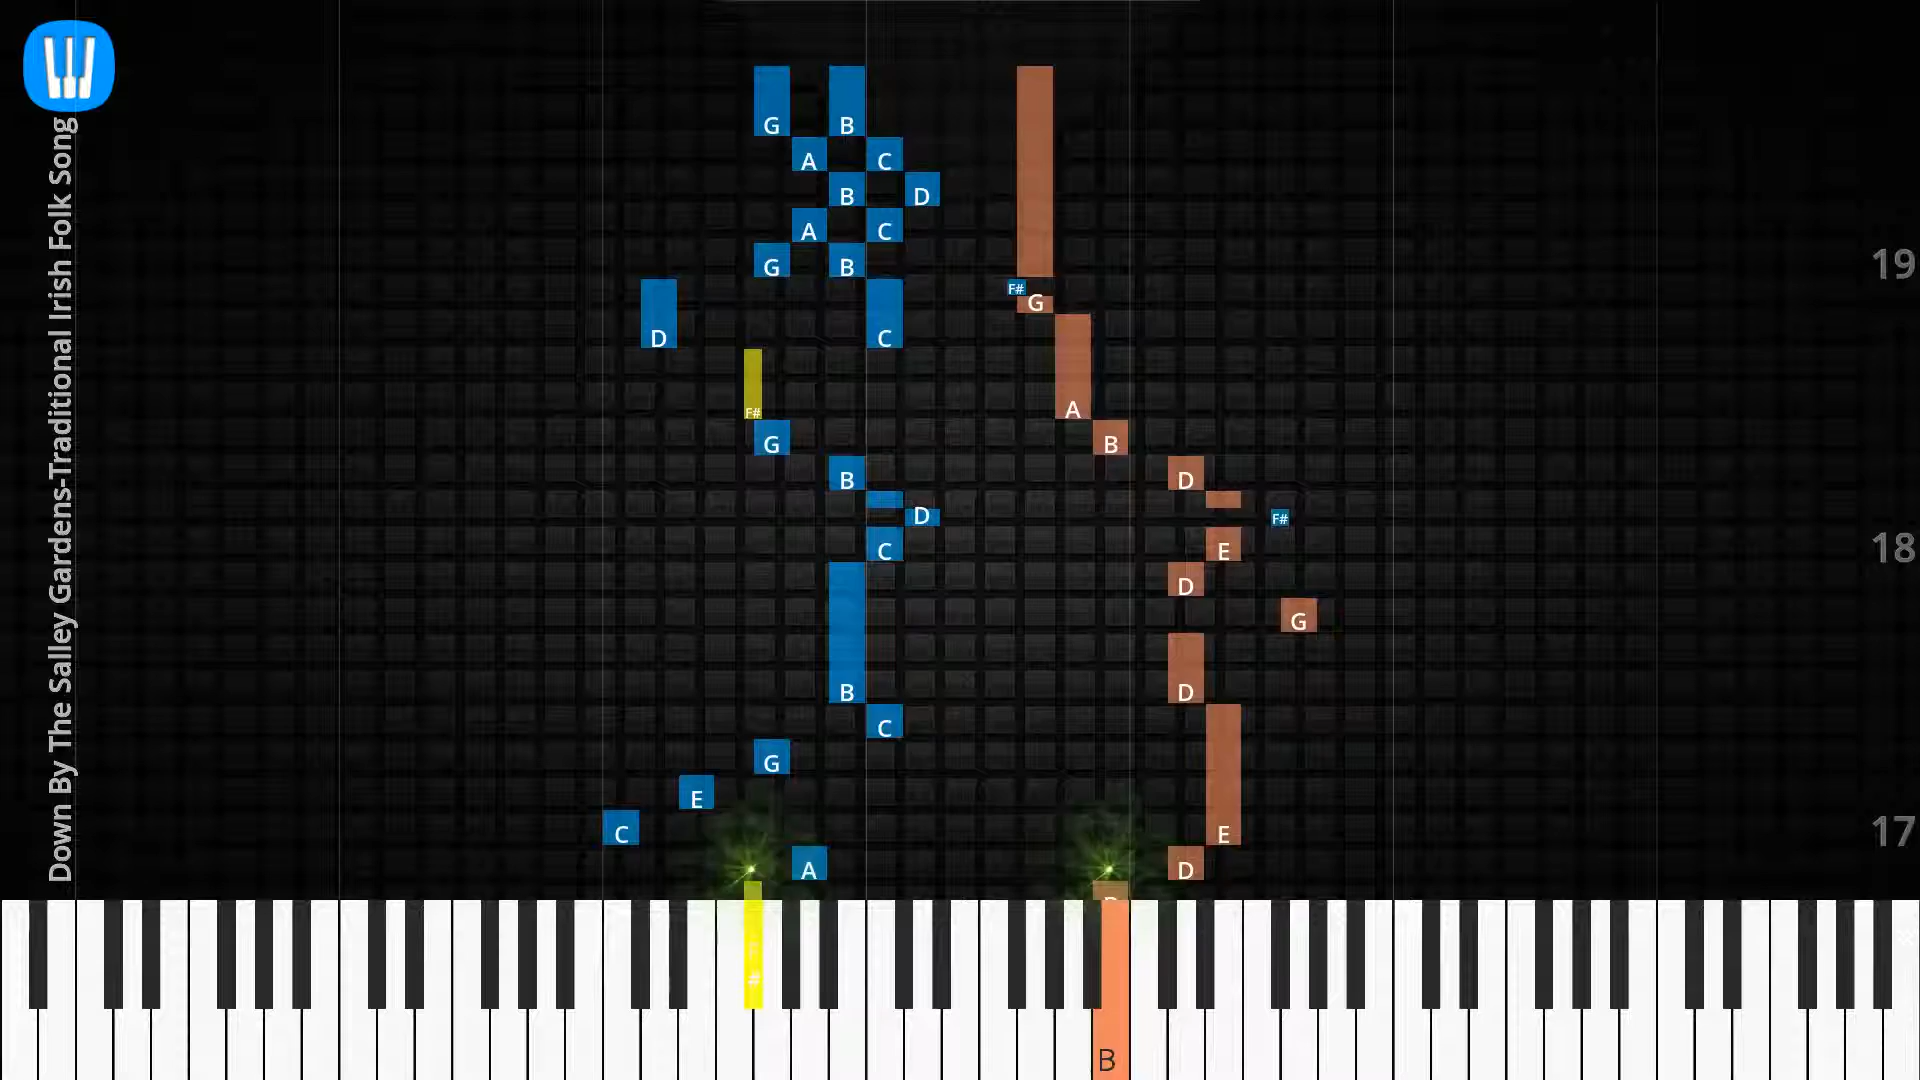 Down By The Salley Gardens-Traditional Irish Folk Song
G B
A C
B D
A C
19
G B
F#
G
D C
A
F#
G B
B D
D F#
18
C E
D
G
B D
C
G
E
17
C E
A D
F#
B